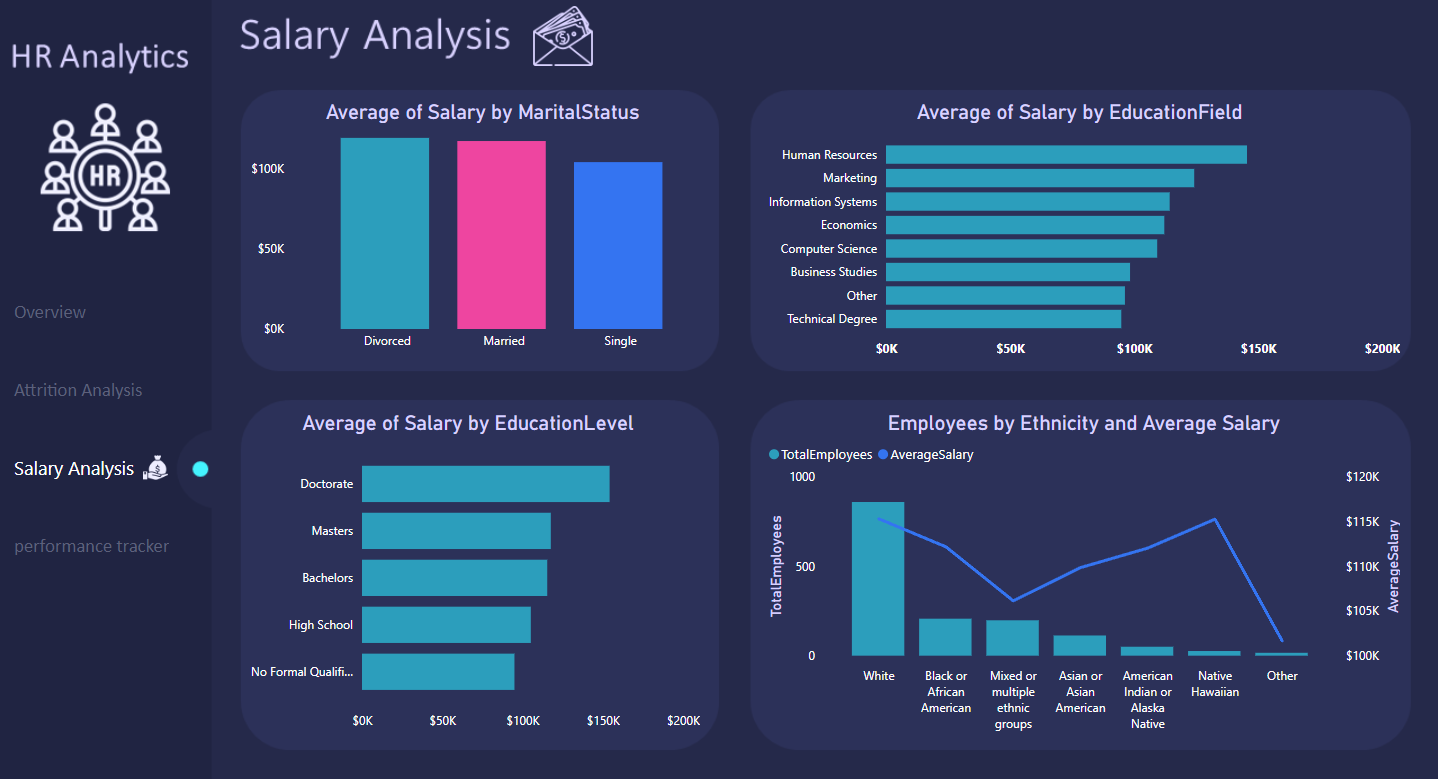 HR Analytics
HR
Overview
Attrition Analysis
Salary Analysis
performance tracker
Salary Analysis
Average of Salary by MaritalStatus
$100K
$50K
$0K
Divorced
Married
Single
Average of Salary by EducationField
Human Resources
Marketing
Information Systems
Economics
Computer Science
Business Studies
Other
Technical Degree
$0K
$50K
$100K
$150K
$200K
Average of Salary by EducationLevel
Doctorate
Masters
Bachelors
High School
No Formal Qualifi...
$0K
$50K
$100K
$150K
$200K
Employees by Ethnicity and Average Salary
TotalEmployees
AverageSalary
TotalEmployees
1000
500
0
$120K
$115K
$110K
$105K
$100K
AverageSalary
White
Black or
African
American
Mixed or
multiple
ethnic
groups
Asian or
Asian
American
American
Indian or
Alaska
Native
Native
Hawaiian
Other